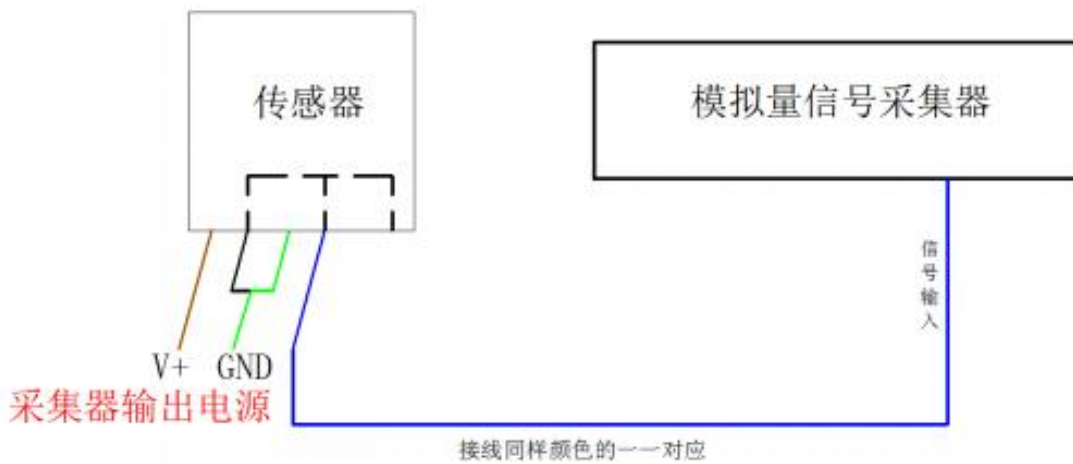 传感器
模拟量信号采集器
信号输入
V+ GND
采集器输出电源
接线同样颜色的一一对应